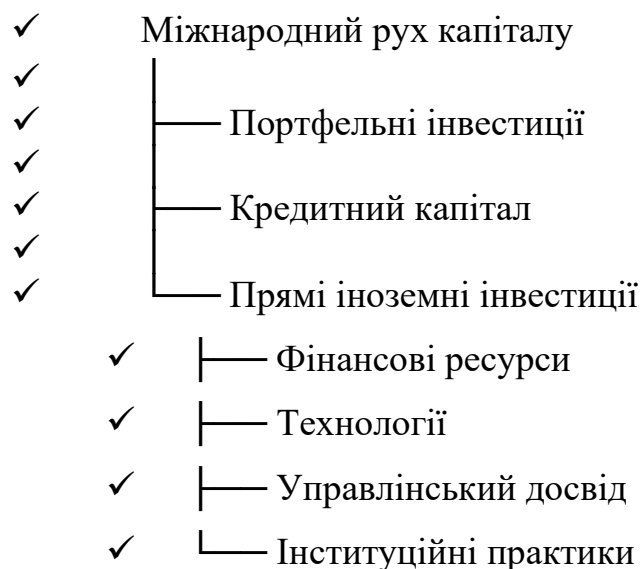 ✓ Міжнародний рух капіталу
✓ │
✓ ├── Портфельні інвестиції
✓ │
✓ ├── Кредитний капітал
✓ │
✓ └── Прямі іноземні інвестиції
✓ ├── Фінансові ресурси
✓ ├── Технології
✓ ├── Управлінський досвід
✓ └── Інституційні практики